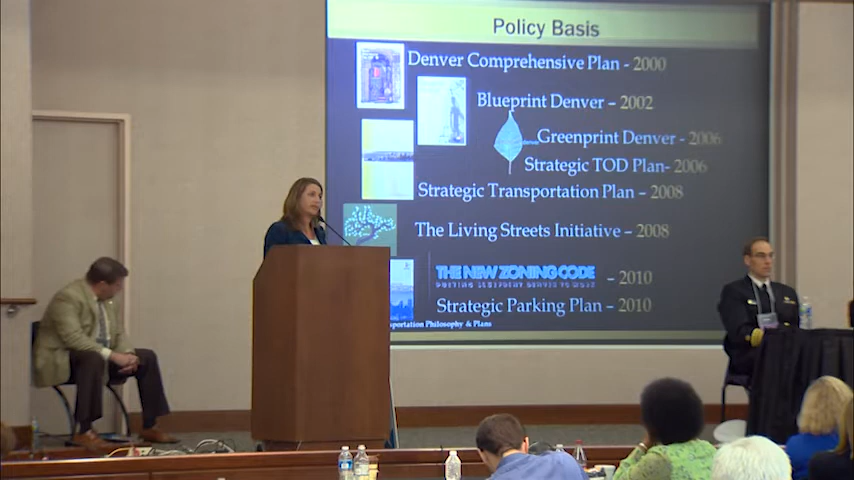 Policy Basis
Denver Comprehensive Plan - 2000
Blueprint Denver - 2002
Greenprint Denver - 2006
Strategic TOD Plan- 2006
Strategic Transportation Plan - 2008
The Living Streets Initiative - 2008
THE NEW ZONING CODE - 2010
Strategic Parking Plan - 2010
Philosophy & Plans